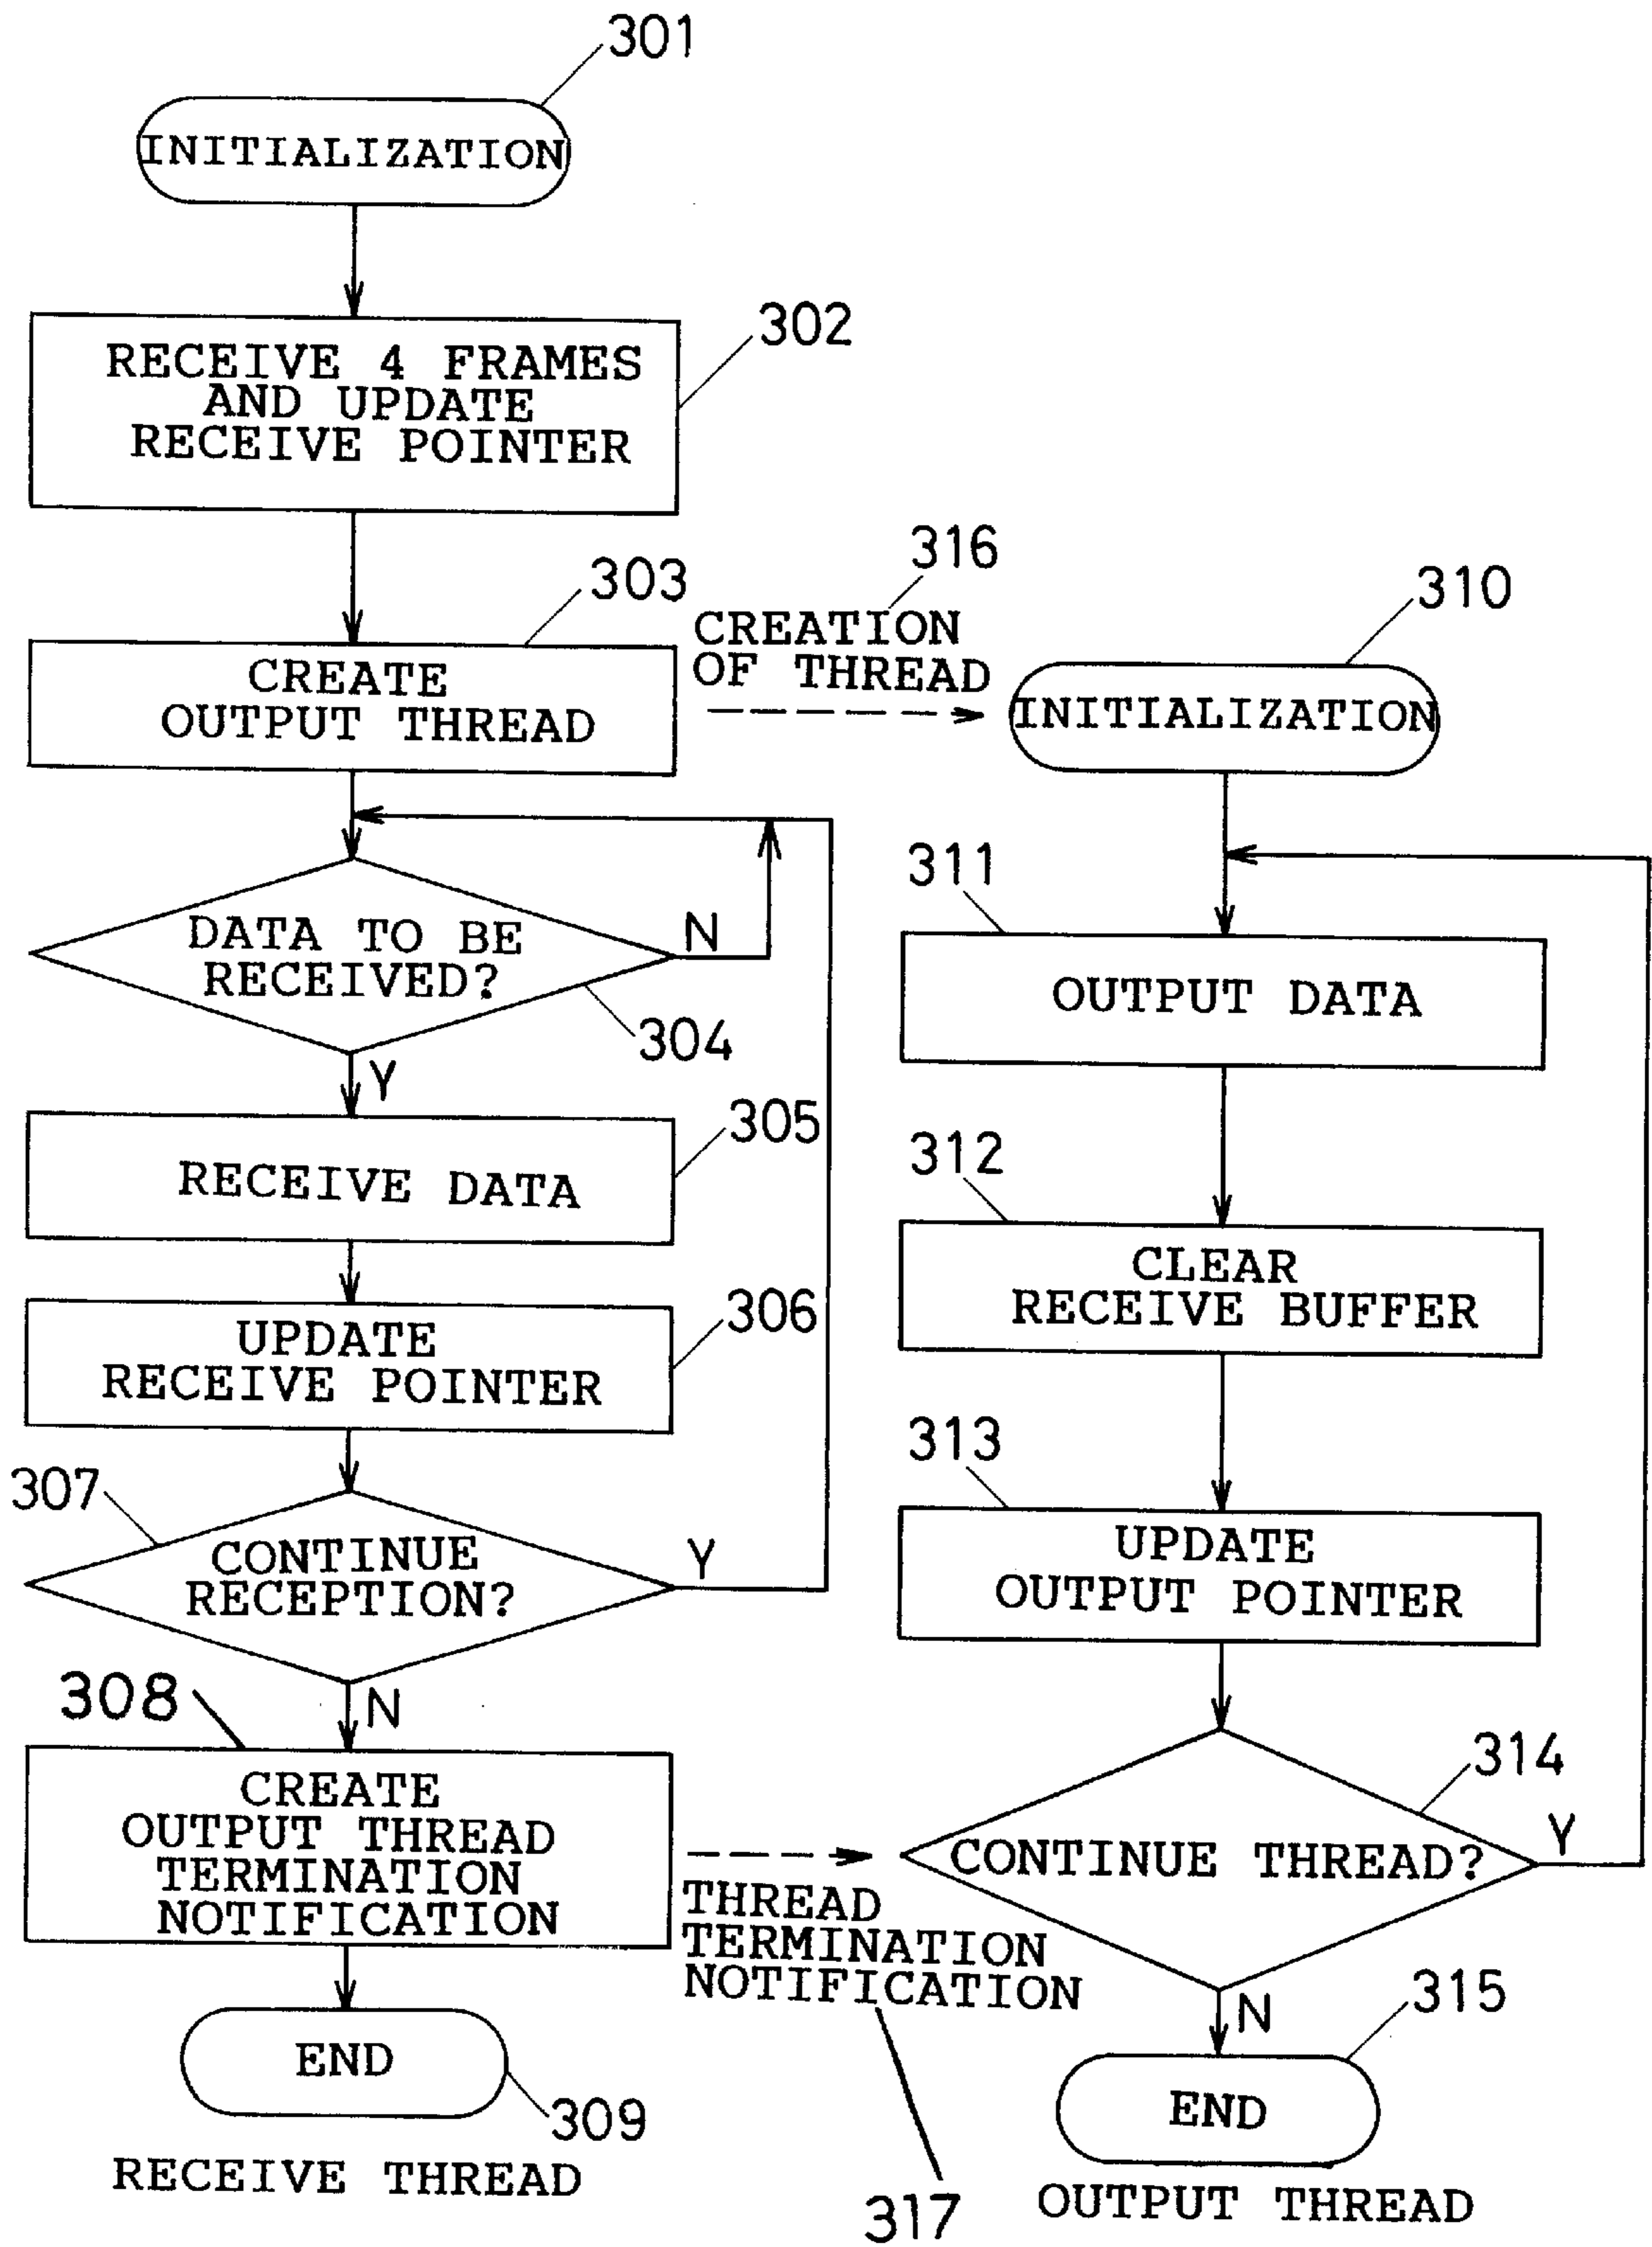 301
INITIALIZATION
302
RECEIVE 4 FRAMES
AND UPDATE
RECEIVE POINTER
303
CREATE
OUTPUT THREAD
316
CREATION
OF THREAD
310
INITIALIZATION
DATA TO BE
RECEIVED?
N
304
Y
305
RECEIVE DATA
306
UPDATE
RECEIVE POINTER
307
CONTINUE
RECEPTION?
Y
N
308
CREATE
OUTPUT THREAD
TERMINATION
NOTIFICATION
THREAD
TERMINATION
NOTIFICATION
317
END
309
RECEIVE THREAD
311
OUTPUT DATA
312
CLEAR
RECEIVE BUFFER
313
UPDATE
OUTPUT POINTER
314
CONTINUE THREAD?
Y
N
315
END
OUTPUT THREAD